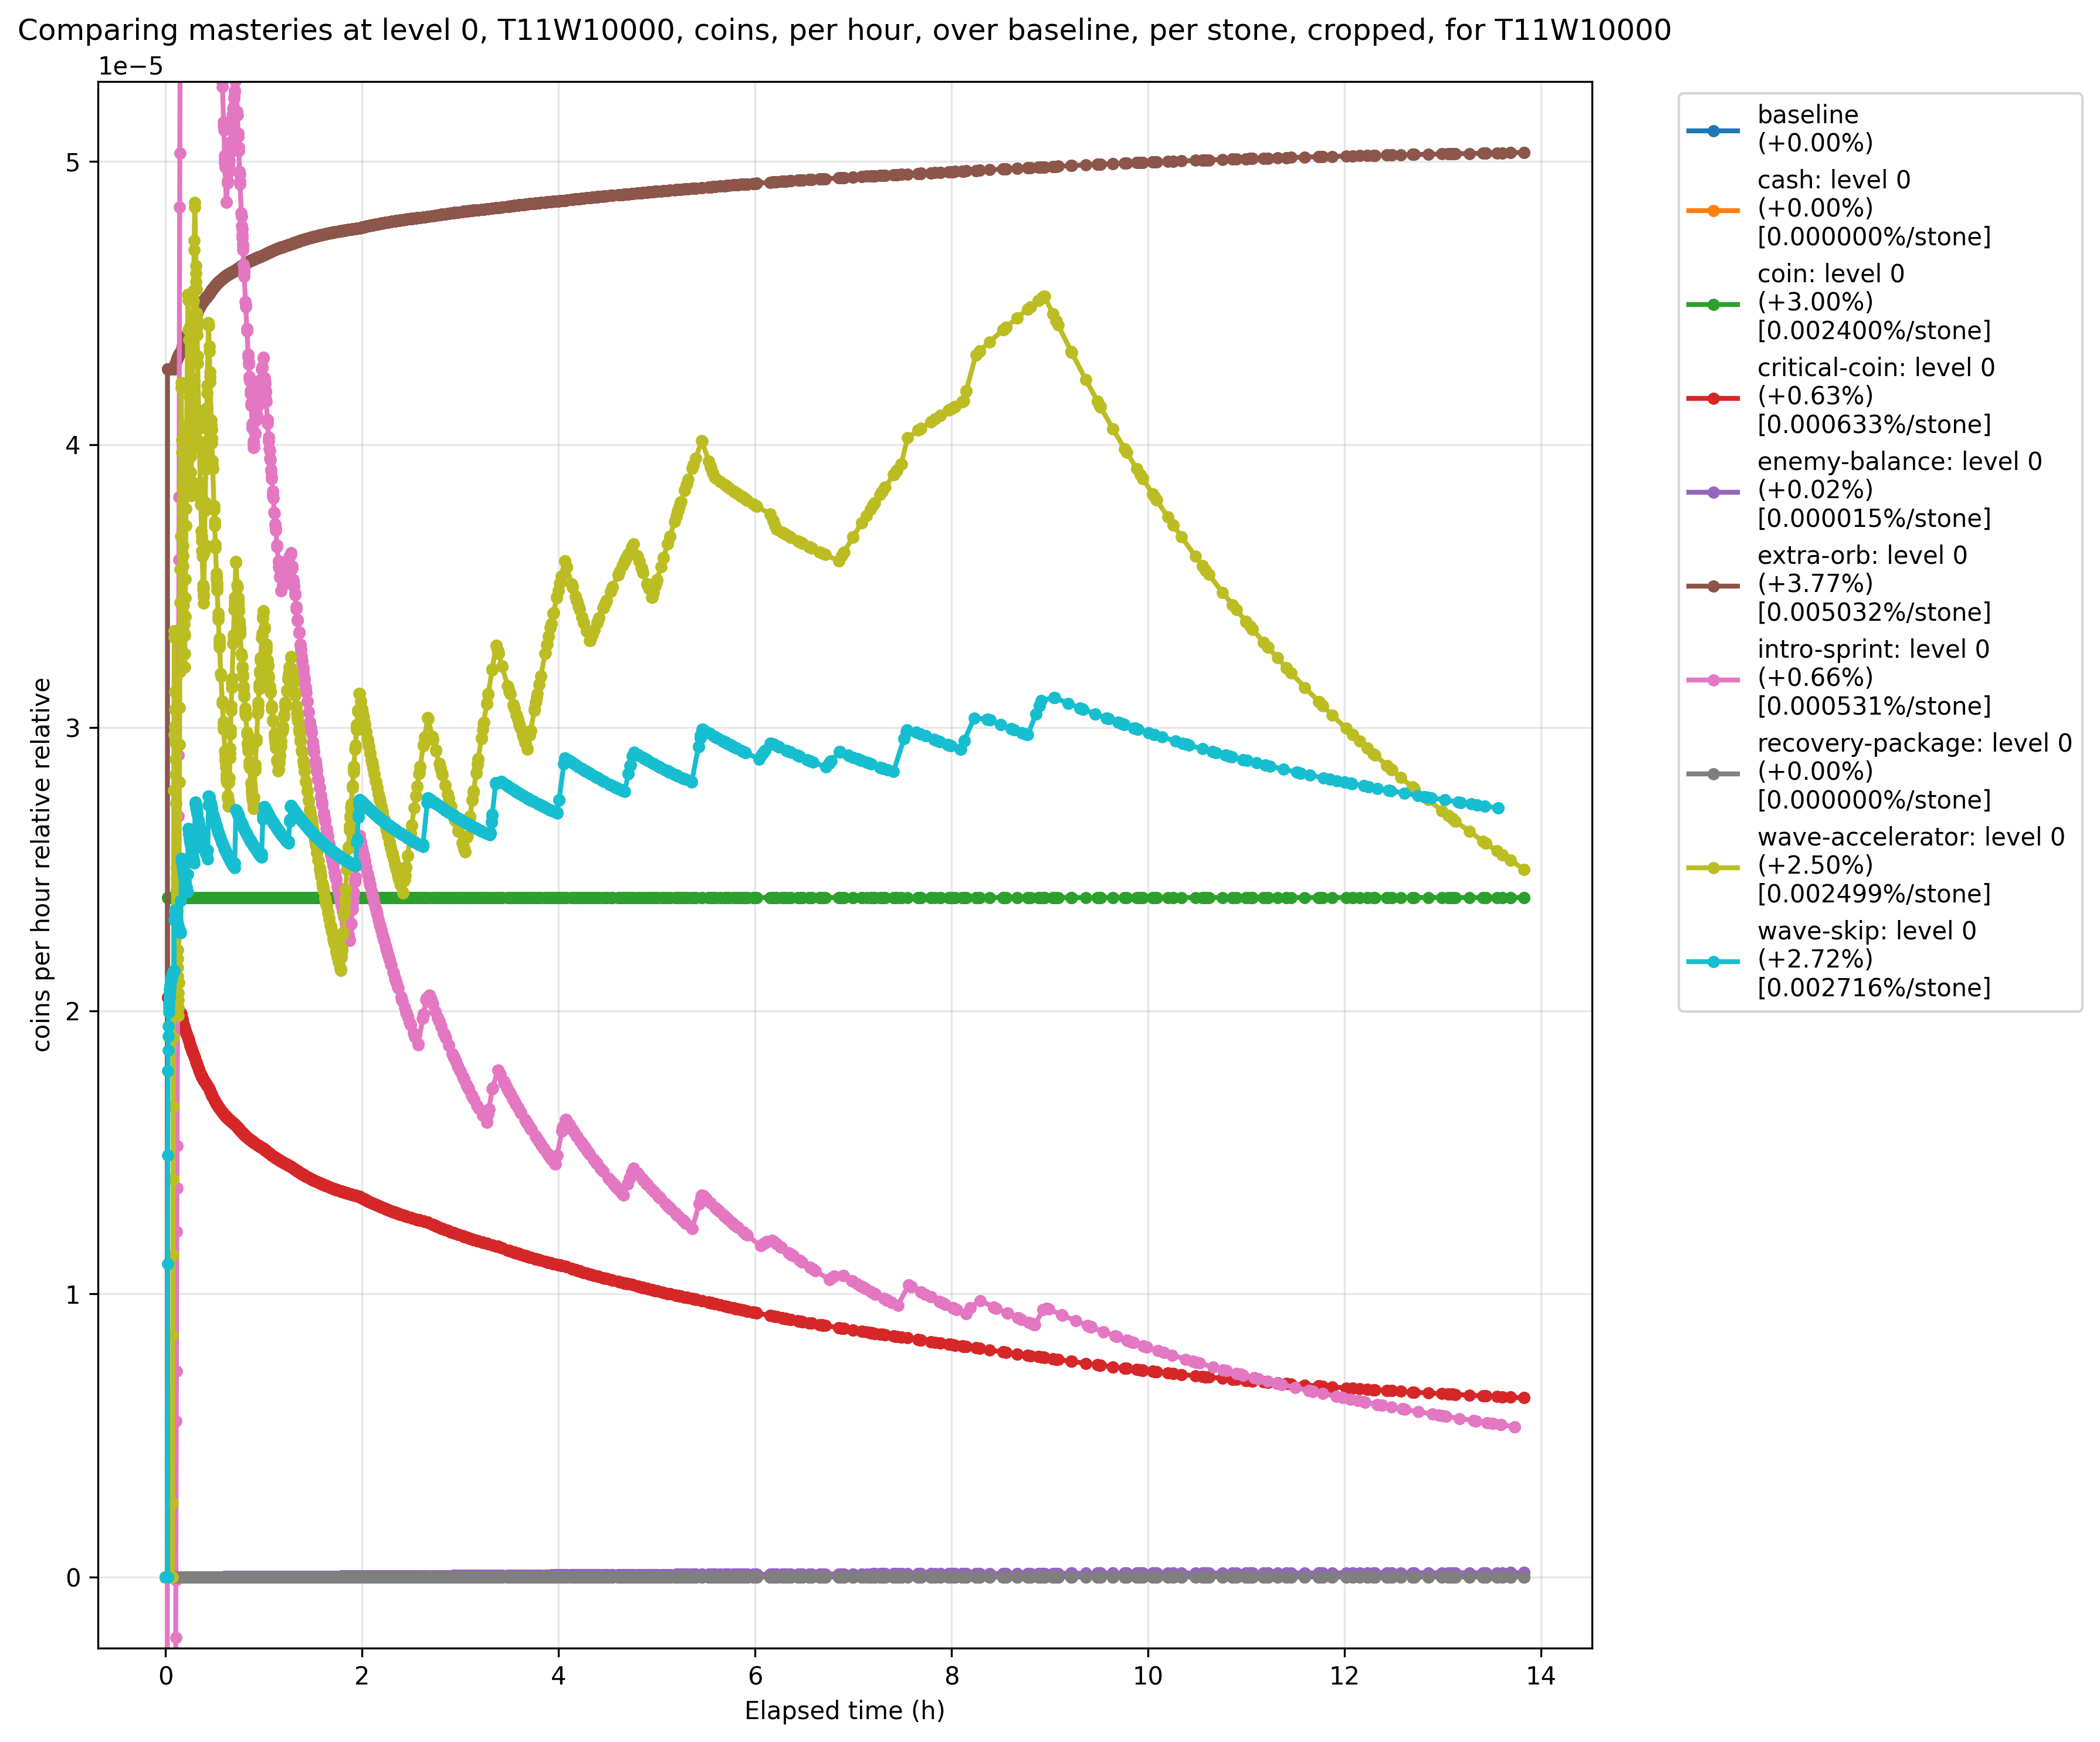 Comparing masteries at level 0, T11W10000, coins, per hour, over baseline, per stone, cropped, for T11W10000
1e−5
5
4
3
2
1
0
coins per hour relative relative
0
2
4
6
8
10
12
14
Elapsed time (h)
baseline
(+0.00%)
cash: level 0
(+0.00%)
[0.000000%/stone]
coin: level 0
(+3.00%)
[0.002400%/stone]
critical-coin: level 0
(+0.63%)
[0.000633%/stone]
enemy-balance: level 0
(+0.02%)
[0.000015%/stone]
extra-orb: level 0
(+3.77%)
[0.005032%/stone]
intro-sprint: level 0
(+0.66%)
[0.000531%/stone]
recovery-package: level 0
(+0.00%)
[0.000000%/stone]
wave-accelerator: level 0
(+2.50%)
[0.002499%/stone]
wave-skip: level 0
(+2.72%)
[0.002716%/stone]